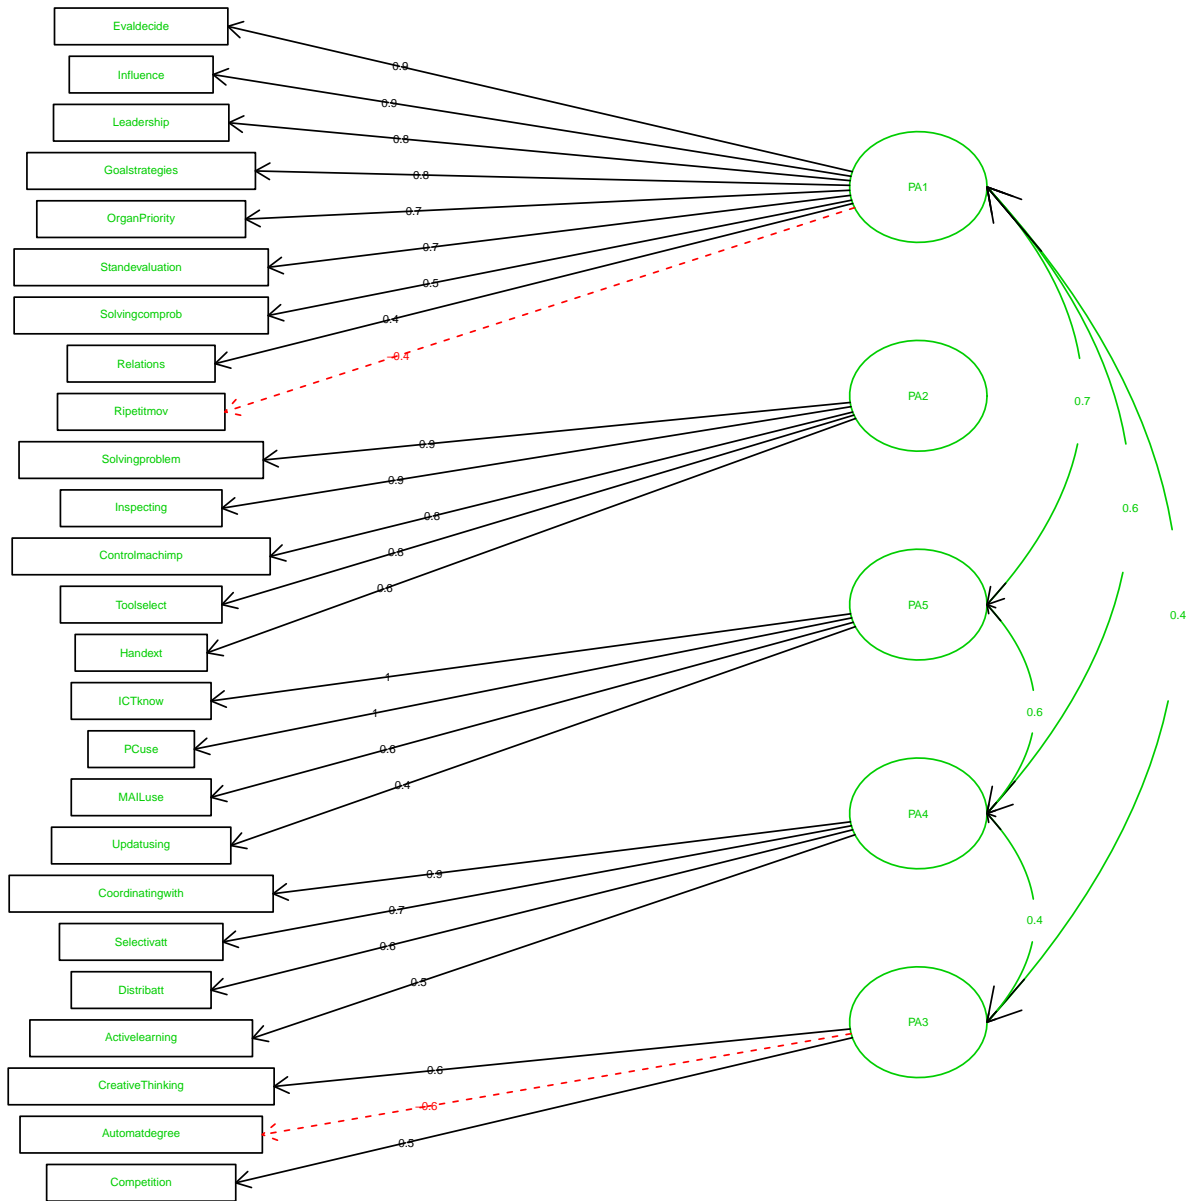 Evaldecide
Influence
Leadership
Goalstrategies
OrganPriority
Standevaluation
Solvingcomprob
Relations
Ripetitmov
Solvingproblem
Inspecting
Controlmachimp
Toolselect
Handext
ICTknow
PCuse
MAILuse
Updatusing
Coordinatingwith
Selectivatt
Distribatt
Activelearning
CreativeThinking
Automatdegree
Competition
0.9
0.9
0.8
0.8
0.7
0.7
0.5
0.4
-0.4
0.9
0.9
0.8
0.8
0.6
1
1
0.6
0.4
0.9
0.7
0.6
0.5
0.6
-0.6
0.5
PA1
PA2
PA5
PA4
PA3
0.7
0.6
0.4
0.6
0.4